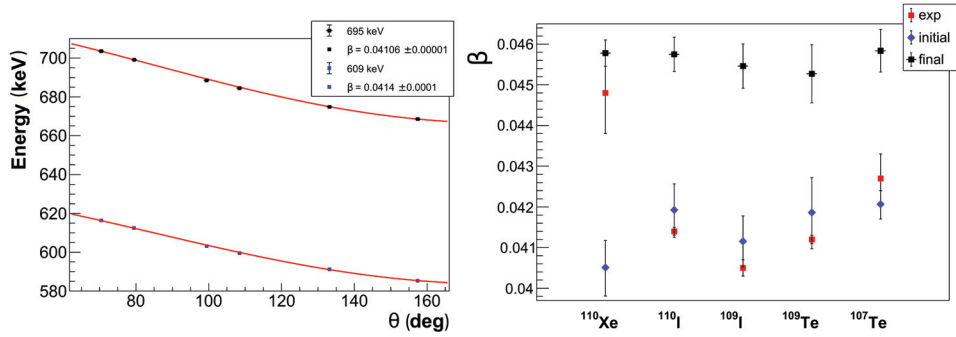 695 keV
β = 0.04106 ±0.00001
609 keV
β = 0.0414 ±0.0001
Energy (keV)
700
680
660
640
620
600
580
80
100
120
140
160
θ (deg)
exp
initial
final
β
0.046
0.045
0.044
0.043
0.042
0.041
0.04
¹¹⁰Xe
¹¹⁰I
¹⁰⁹I
¹⁰⁹Te
¹⁰⁷Te